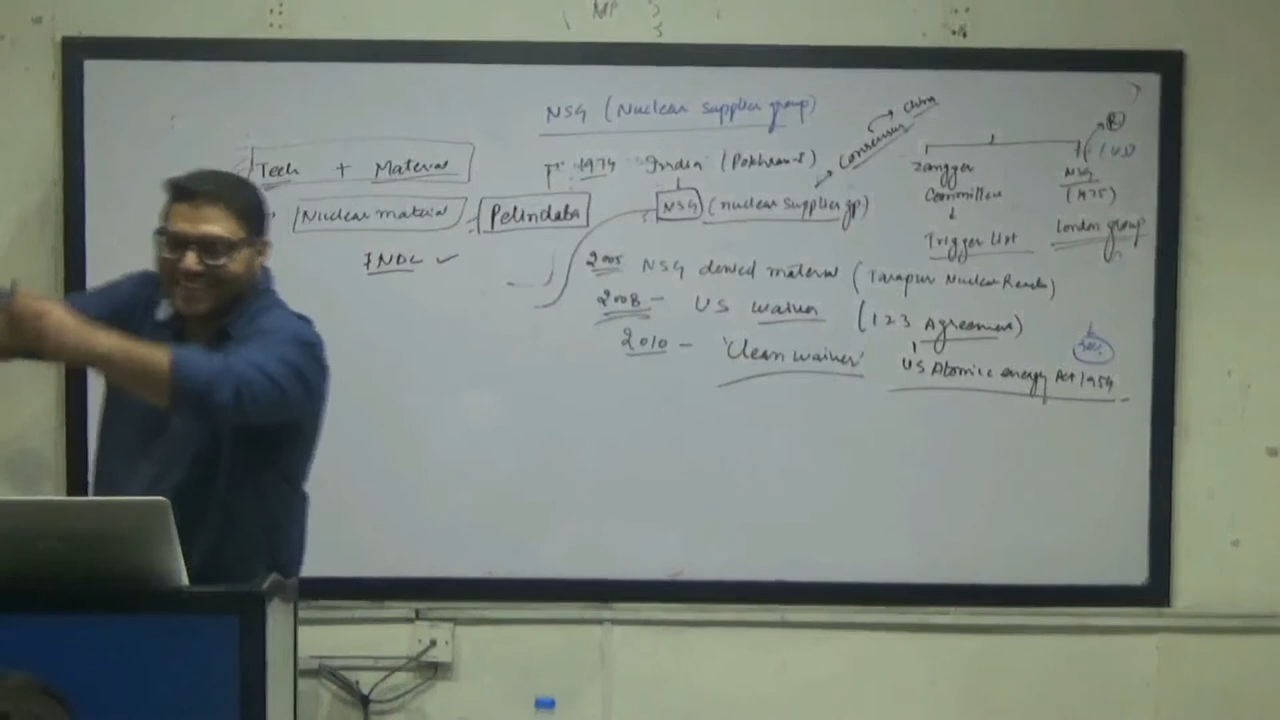 MP
NSG (Nuclear supplier group)
Tech + Material
1974 India (Pokhran-I)
Consensus
China
Nuclear material
Pelindaba
NSG (nuclear supplier gp)
INDC ✓
2005 NSG denied material (Tarapur Nuclear
2008 - US waiver (123 Agreement)
2010 - 'Clean waiver' US Atomic energy Act 1954
Zangger
Committee
Trigger List
NSG
(1975)
London group